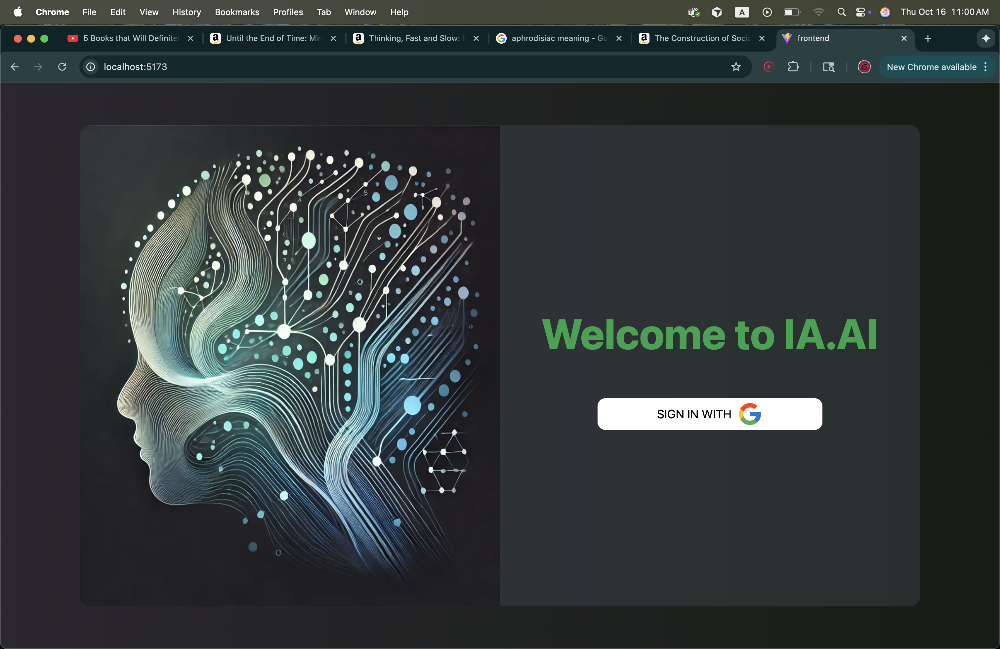 Chrome File Edit View History Bookmarks Profiles Tab Window Help A Thu Oct 16 11:00 AM
5 Books that Will Definite Until the End of Time: Min Thinking, Fast and Slow: aphrodisiac meaning - Go The Construction of Socia frontend
localhost:5173 New Chrome available
Welcome to IA.AI
SIGN IN WITH